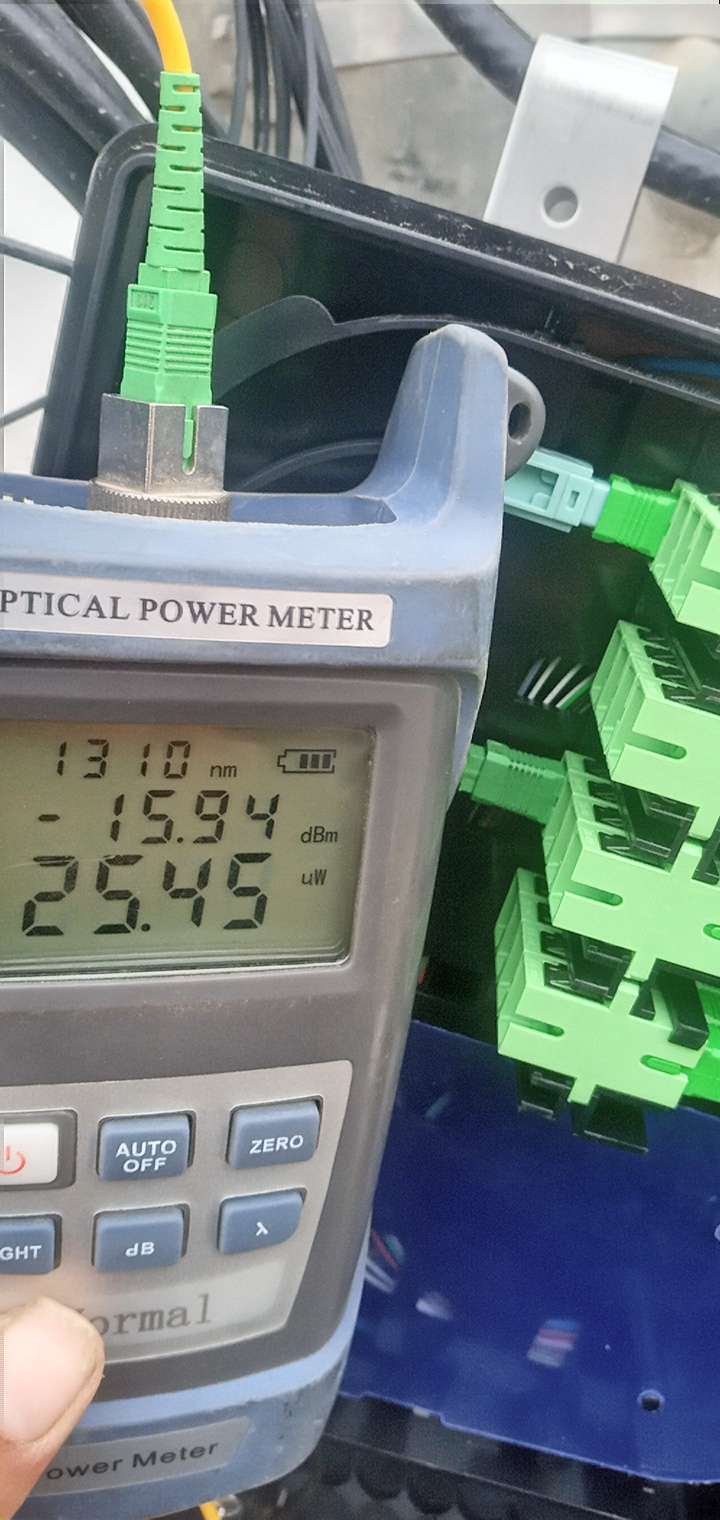 PTICAL POWER METER
1310 nm
-15.94 dBm
25.45 uW
AUTO OFF
ZERO
GHT
dB
λ
ormal
ower Meter